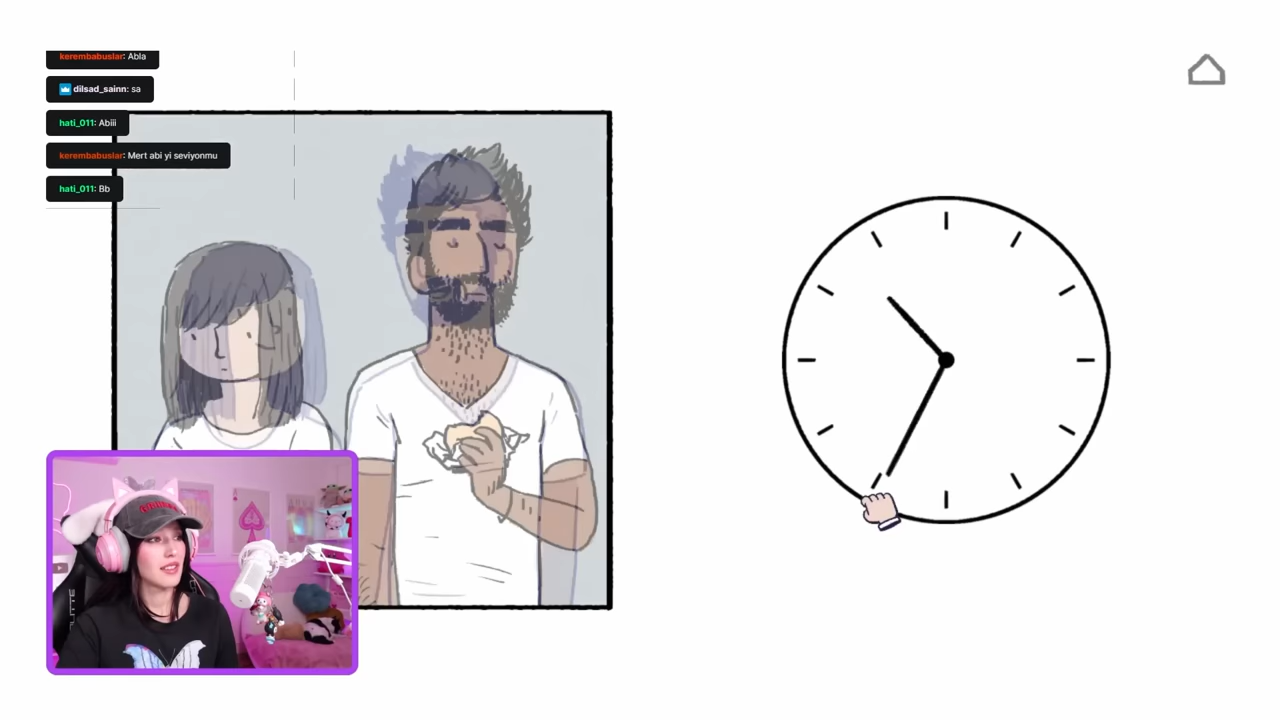 kerembabuslar: Abla
dilsad_sainn: sa
hati_011: Abiii
kerembabuslar: Mert abi yi seviyonmu
hati_011: Bb